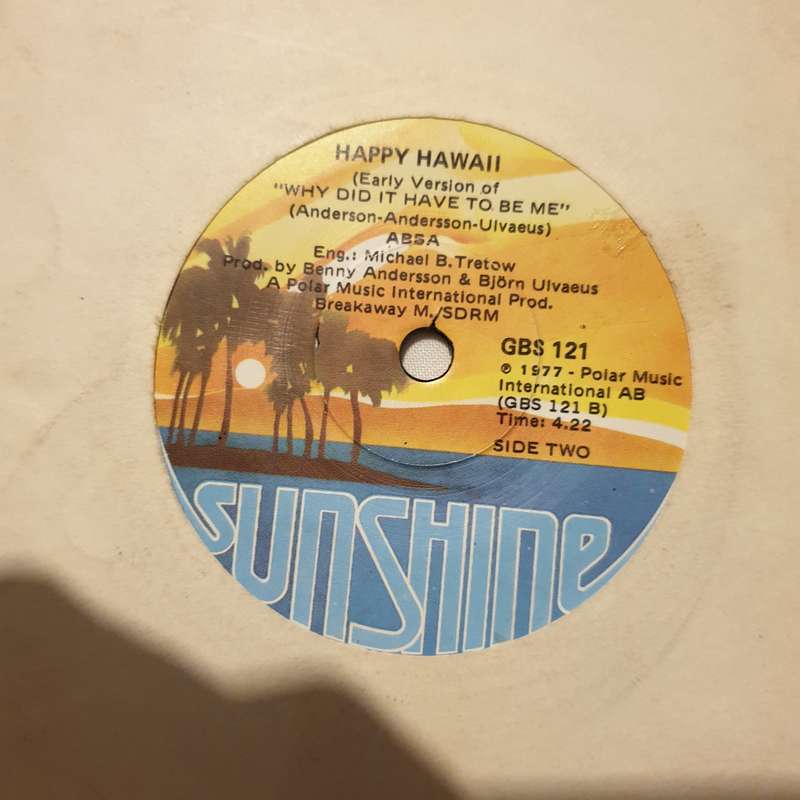 HAPPY HAWAII
(Early Version of
"WHY DID IT HAVE TO BE ME"
(Anderson-Andersson-Ulvaeus)
ABSA
Eng.: Michael B. Tretow
Prod. by Benny Andersson & Björn Ulvaeus
A Polar Music International Prod.
Breakaway M./SDRM
GBS 121
℗ 1977 - Polar Music
International AB
(GBS 121 B)
Time: 4.22
SIDE TWO
SUNSHINE